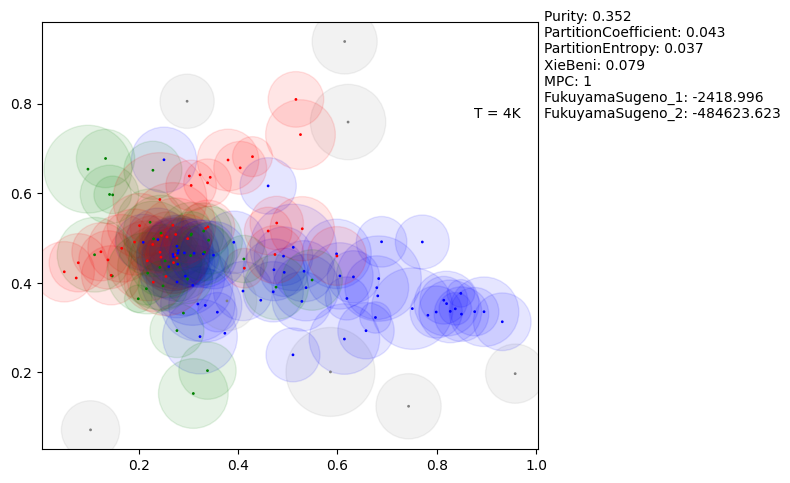 Purity: 0.352
PartitionCoefficient: 0.043
PartitionEntropy: 0.037
XieBeni: 0.079
MPC: 1
FukuyamaSugeno_1: -2418.996
FukuyamaSugeno_2: -484623.623
T = 4K
0.8
0.6
0.4
0.2
0.2 0.4 0.6 0.8 1.0